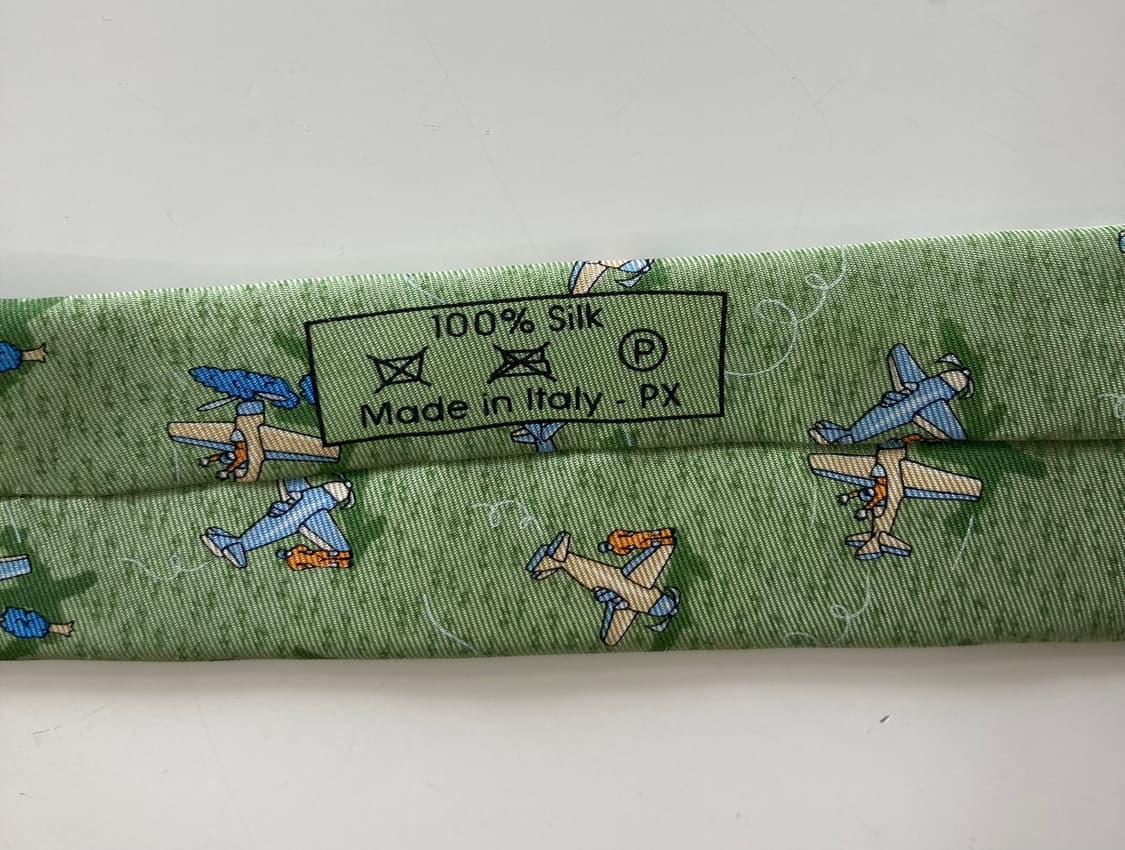 100% Silk
P
Made in Italy - PX